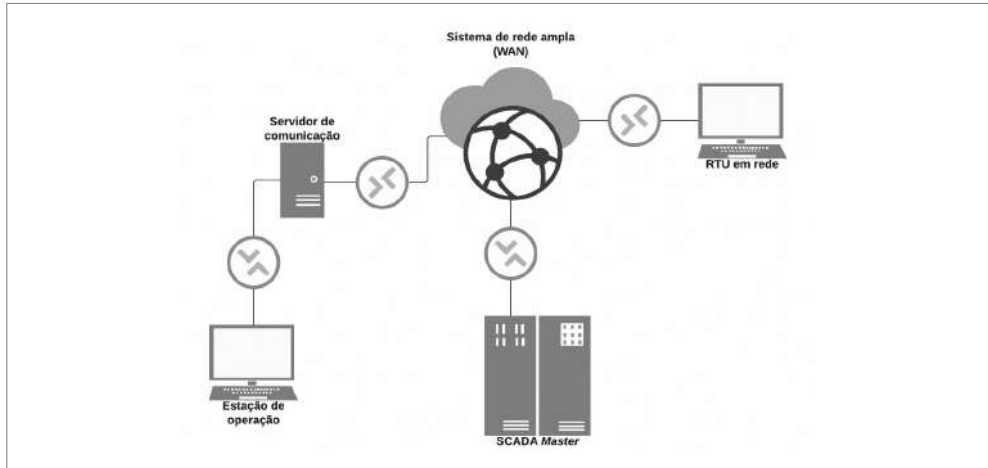 Sistema de rede ampla
(WAN)
Servidor de
comunicação
RTU em rede
Estação de
operação
SCADA Master